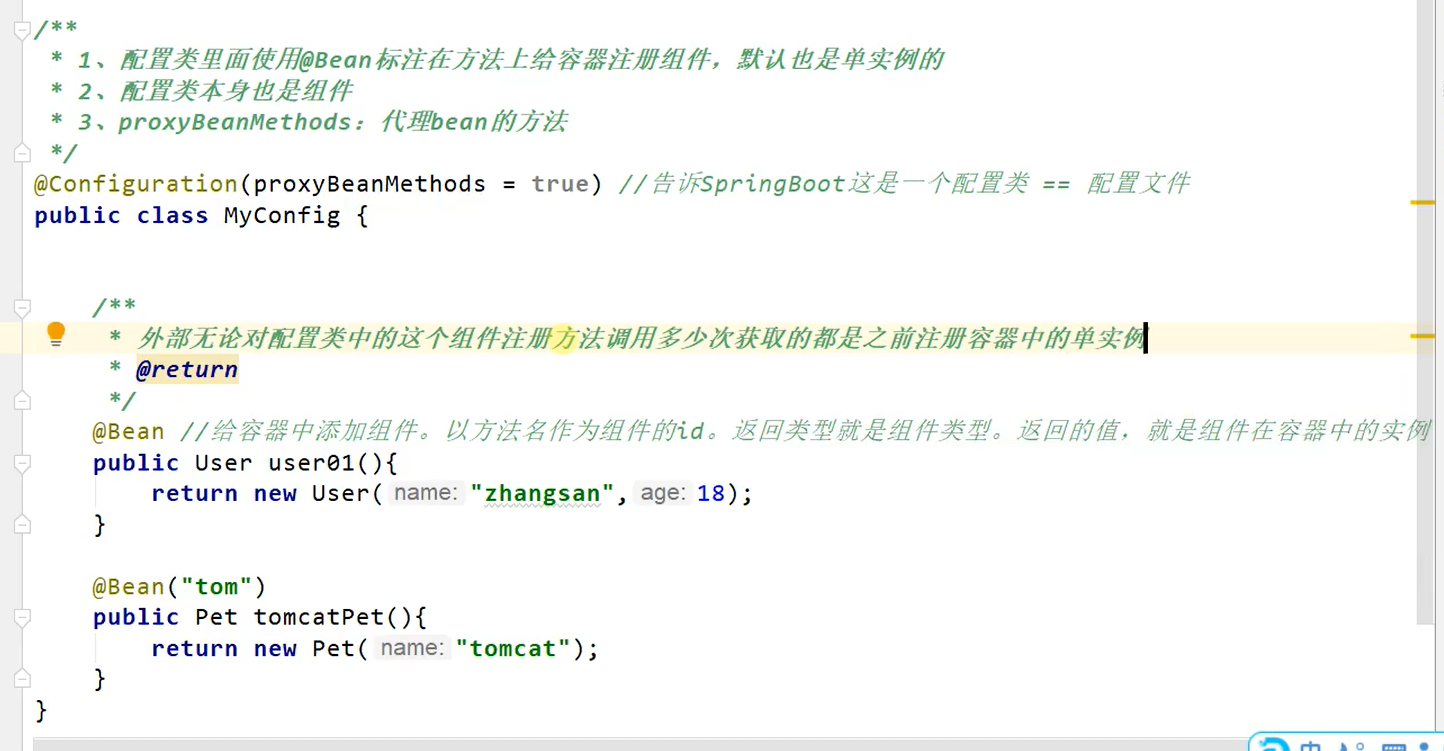 /**
* 1、配置类里面使用@Bean标注在方法上给容器注册组件，默认也是单实例的
* 2、配置类本身也是组件
* 3、proxyBeanMethods：代理bean的方法
*/
@Configuration(proxyBeanMethods = true) //告诉SpringBoot这是一个配置类 == 配置文件
public class MyConfig {
/**
* 外部无论对配置类中的这个组件注册方法调用多少次获取的都是之前注册容器中的单实例
* @return
*/
@Bean //给容器中添加组件。以方法名作为组件的id。返回类型就是组件类型。返回的值，就是组件在容器中的实例
public User user01(){
return new User( name: "zhangsan", age: 18);
}
@Bean("tom")
public Pet tomcatPet(){
return new Pet( name: "tomcat");
}
}